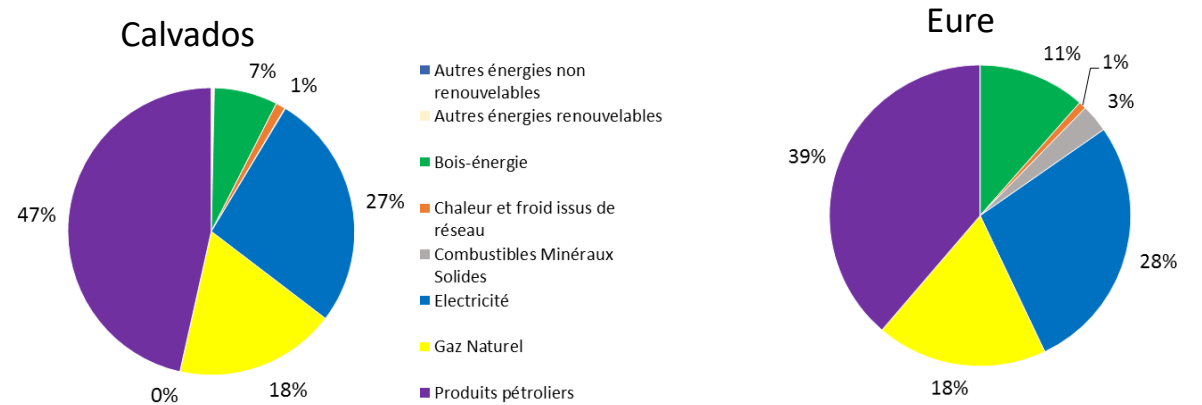 Calvados
7%
1%
27%
18%
0%
47%
Autres énergies non
renouvelables
Autres énergies renouvelables
Bois-énergie
Chaleur et froid issus de
réseau
Combustibles Minéraux
Solides
Electricité
Gaz Naturel
Produits pétroliers
Eure
11%
1%
3%
28%
18%
39%